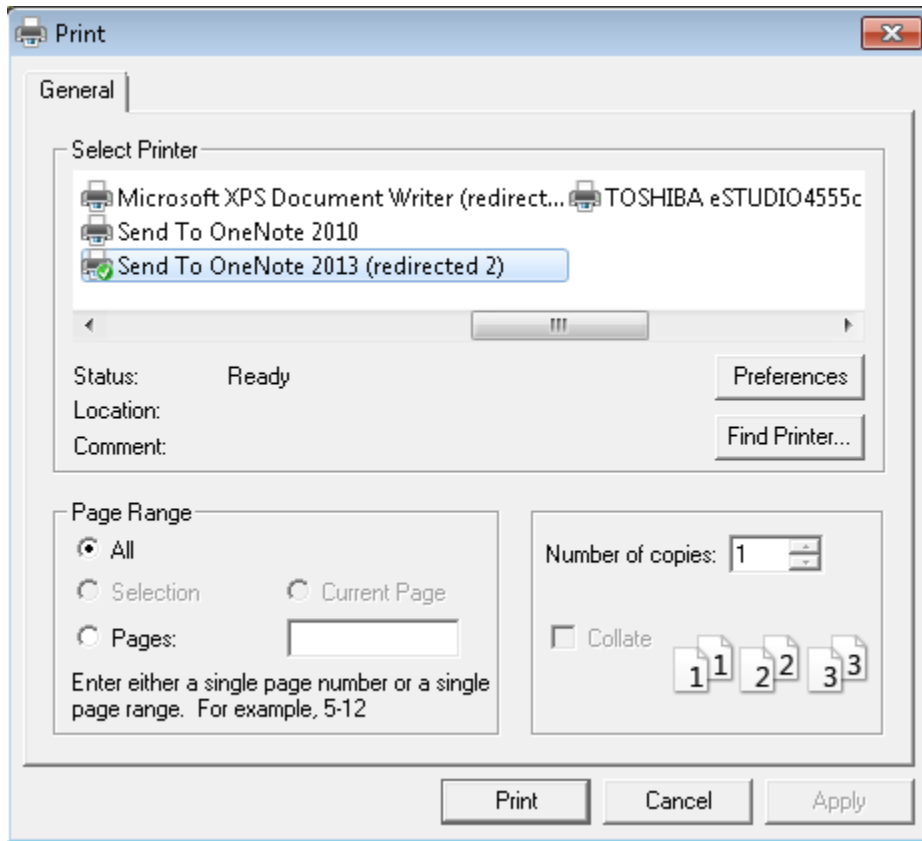 Print
General
Select Printer
Microsoft XPS Document Writer (redirect... TOSHIBA eSTUDIO4555c
Send To OneNote 2010
Send To OneNote 2013 (redirected 2)
Status: Ready
Preferences
Location:
Comment:
Find Printer...
Page Range
All
Number of copies: 1
Selection Current Page
Pages:
Collate
1 1 2 2 3 3
Enter either a single page number or a single
page range. For example, 5-12
Print Cancel Apply